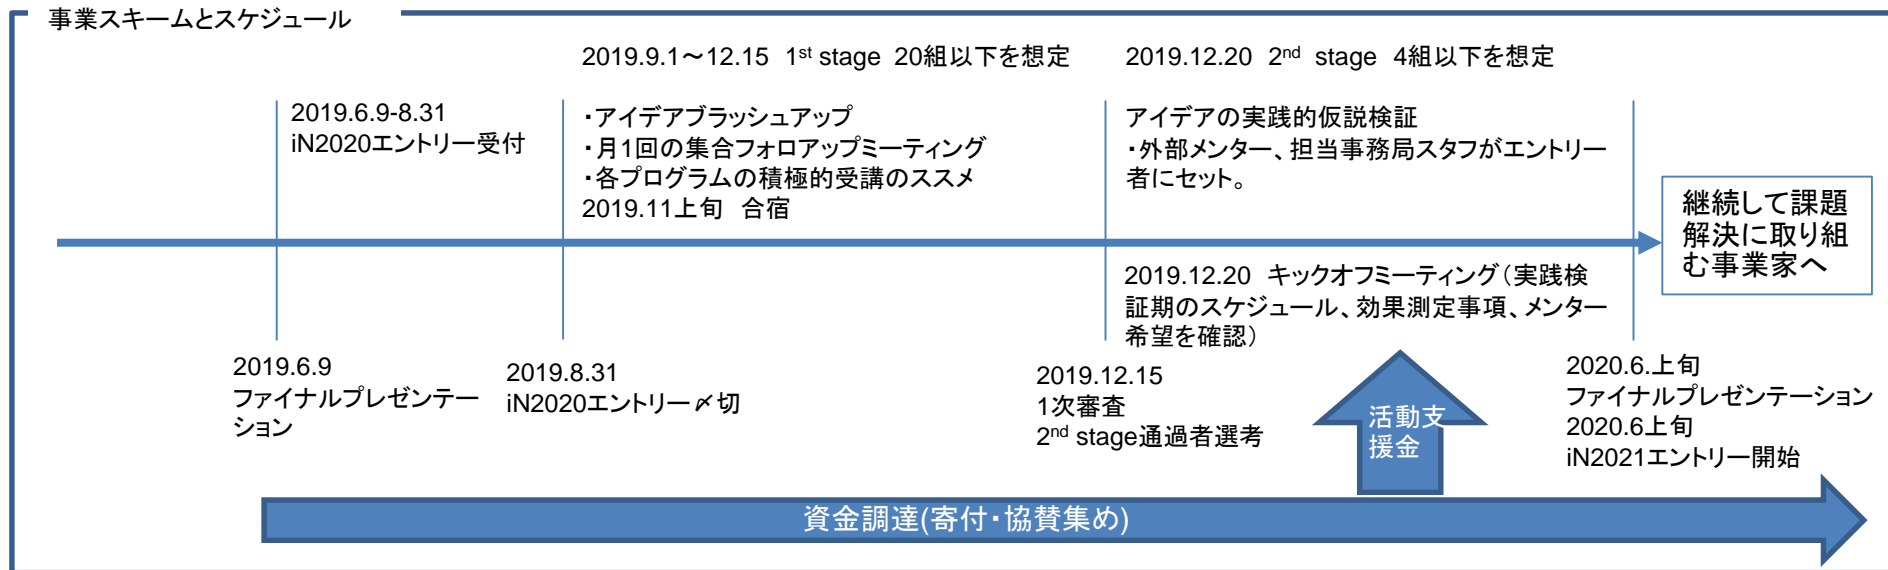 事業スキームとスケジュール
2019.9.1～12.15 1st stage 20組以下を想定
2019.12.20 2nd stage 4組以下を想定
2019.6.9-8.31
iN2020エントリー受付
・アイデアブラッシュアップ
・月1回の集合フォロアップミーティング
・各プログラムの積極的受講のススメ
2019.11上旬 合宿
アイデアの実践的仮説検証
・外部メンター、担当事務局スタッフがエントリー
者にセット。
継続して課題
解決に取り組
む事業家へ
2019.12.20 キックオフミーティング（実践検
証期のスケジュール、効果測定事項、メンター
希望を確認）
2019.6.9
ファイナルプレゼンテー
ション
2019.8.31
iN2020エントリー〆切
2019.12.15
1次審査
2nd stage通過者選考
活動支
援金
2020.6.上旬
ファイナルプレゼンテーション
2020.6上旬
iN2021エントリー開始
資金調達(寄付・協賛集め)